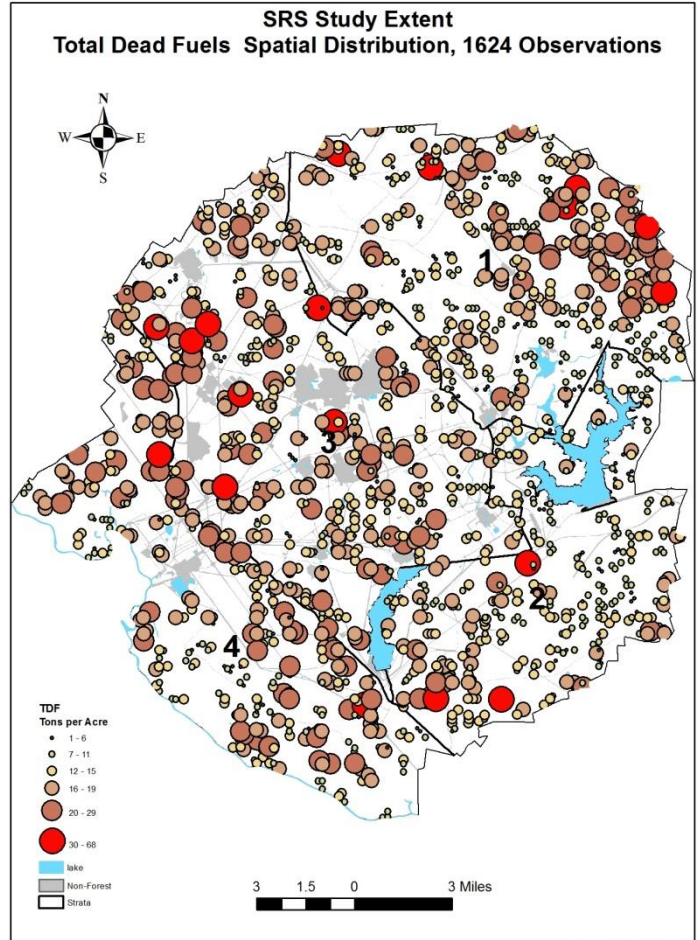 SRS Study Extent
Total Dead Fuels Spatial Distribution, 1624 Observations
N
W E
S
1
3
2
4
TDF
Tons per Acre
1 - 6
7 - 11
12 - 15
16 - 19
20 - 29
30 - 68
lake
Non-Forest
Strata
3 1.5 0 3 Miles